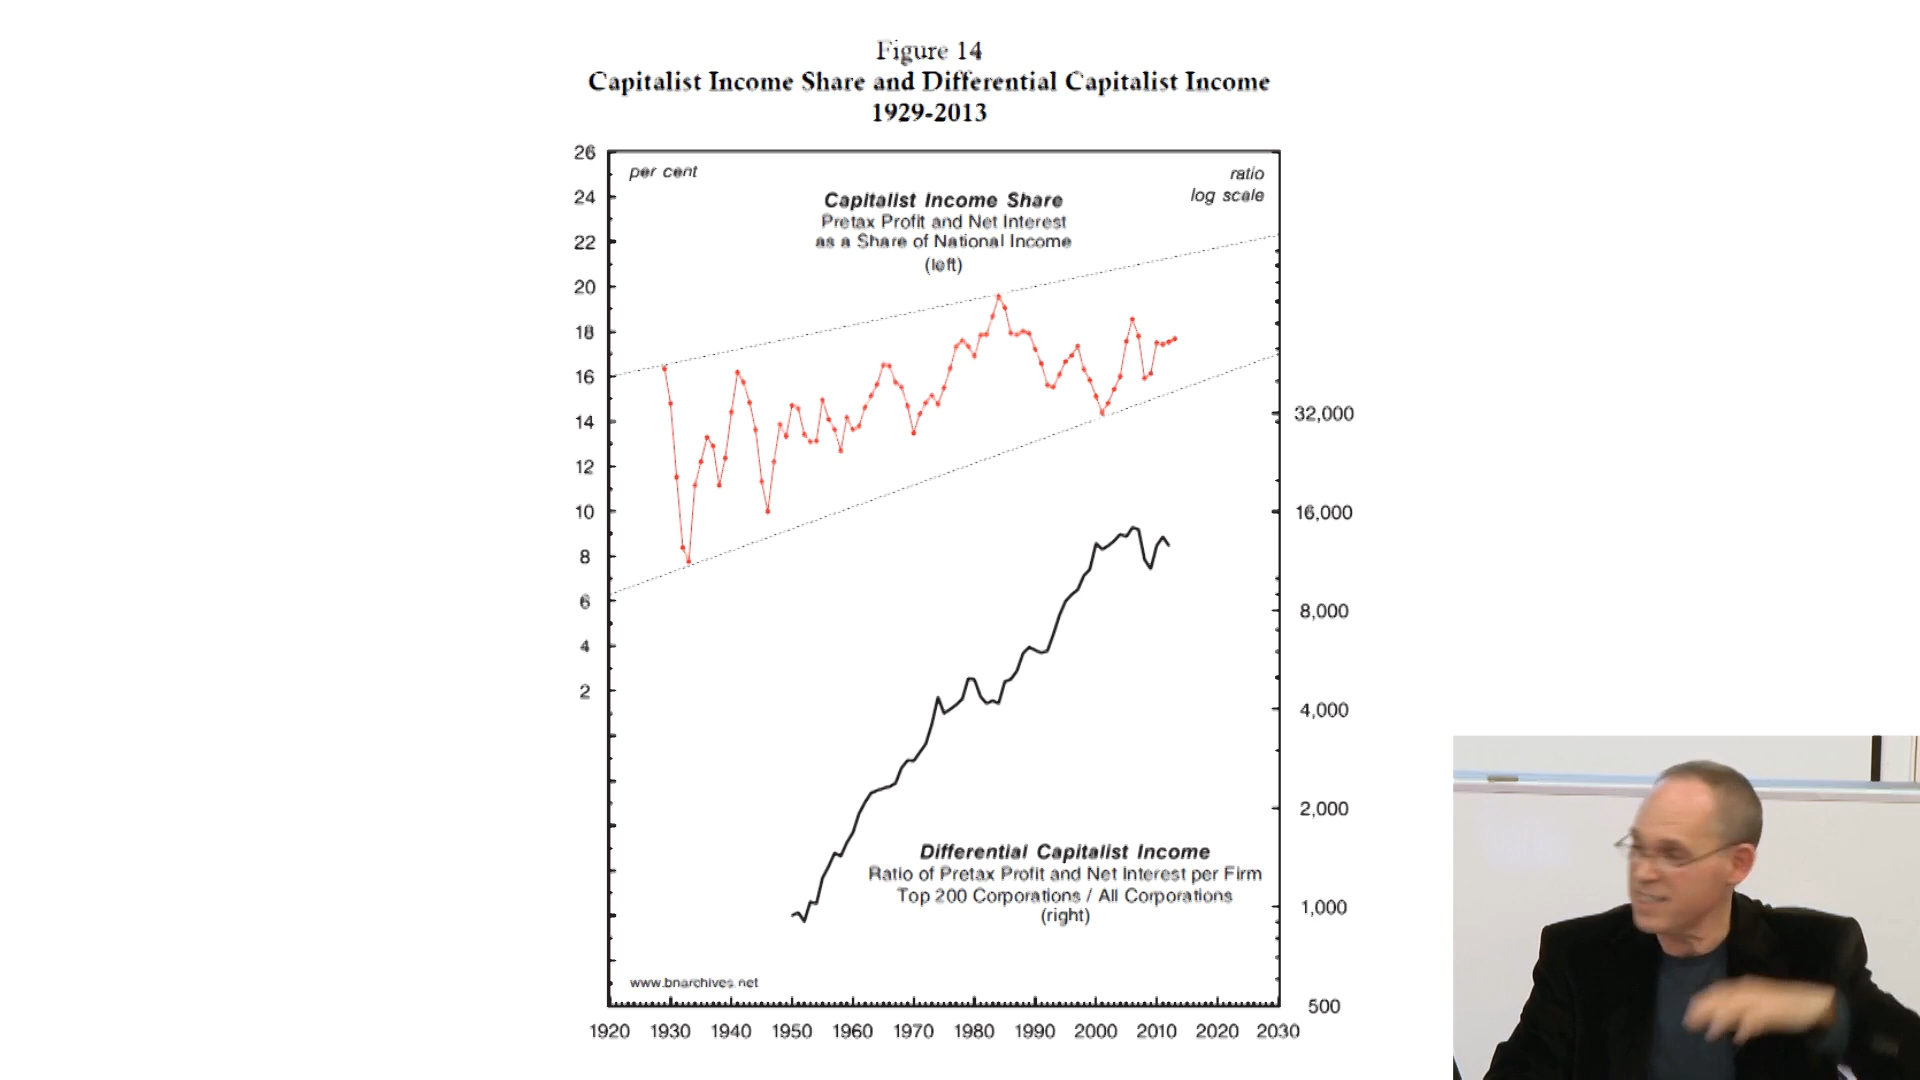 Figure 14
Capitalist Income Share and Differential Capitalist Income
1929-2013
per cent
ratio
log scale
Capitalist Income Share
Pretax Profit and Net Interest
as a Share of National Income
(left)
26
24
22
20
18
16
14
12
10
8
6
4
2
32,000
16,000
8,000
4,000
2,000
1,000
500
Differential Capitalist Income
Ratio of Pretax Profit and Net Interest per Firm
Top 200 Corporations / All Corporations
(right)
www.bnarchives.net
1920 1930 1940 1950 1960 1970 1980 1990 2000 2010 2020 2030